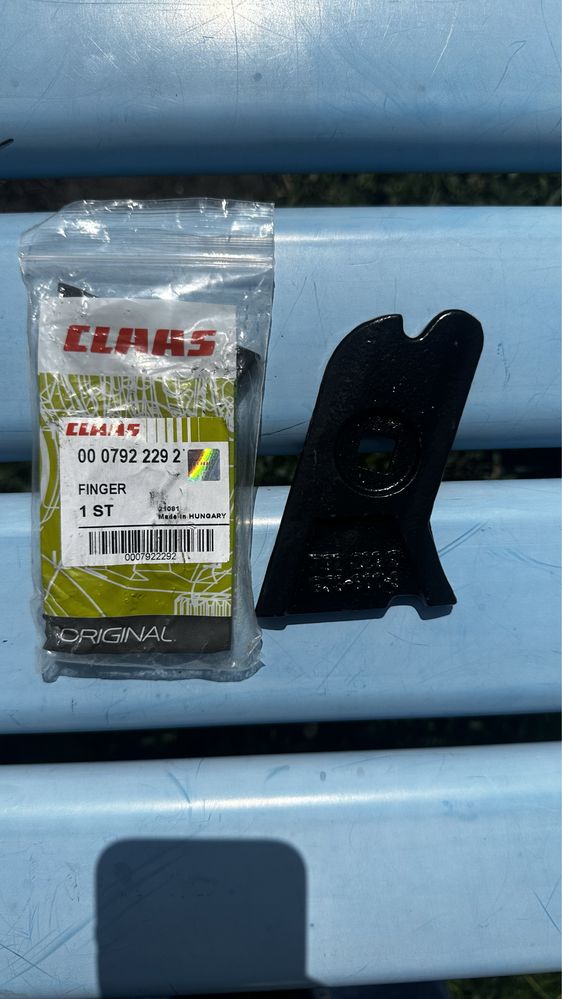 CLAAS
CLAAS
00 0792 229 2
FINGER
1 ST
21081
Made in HUNGARY
0007922292
ORIGINAL